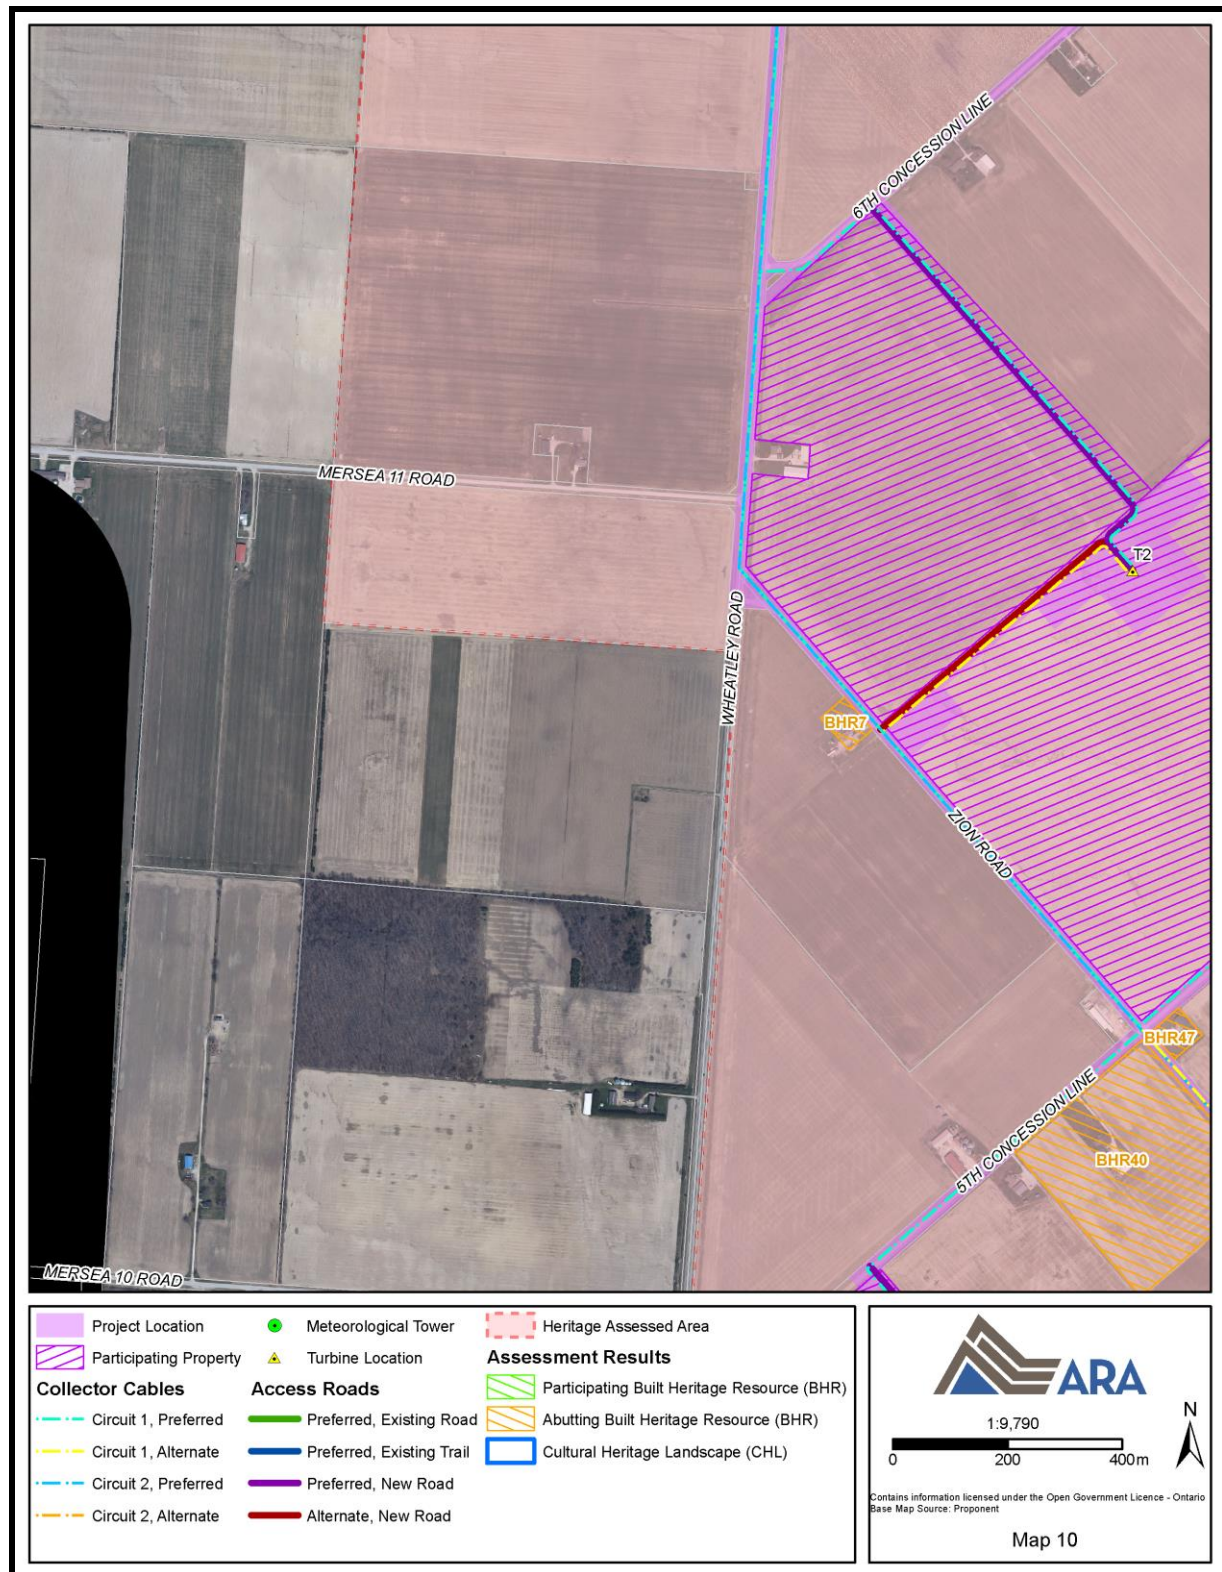 6TH CONCESSION LINE
MERSEA 11 ROAD
T2
WHEATLEY ROAD
BHR7
ZION ROAD
BHR47
5TH CONCESSION LINE
BHR40
MERSEA 10 ROAD
Project Location
Participating Property
Collector Cables
Circuit 1, Preferred
Circuit 1, Alternate
Circuit 2, Preferred
Circuit 2, Alternate
Meteorological Tower
Turbine Location
Access Roads
Preferred, Existing Road
Preferred, Existing Trail
Preferred, New Road
Alternate, New Road
Heritage Assessed Area
Assessment Results
Participating Built Heritage Resource (BHR)
Abutting Built Heritage Resource (BHR)
Cultural Heritage Landscape (CHL)
ARA
1:9,790
N
0 200 400m
Contains information licensed under the Open Government Licence - Ontario
Base Map Source: Proponent
Map 10